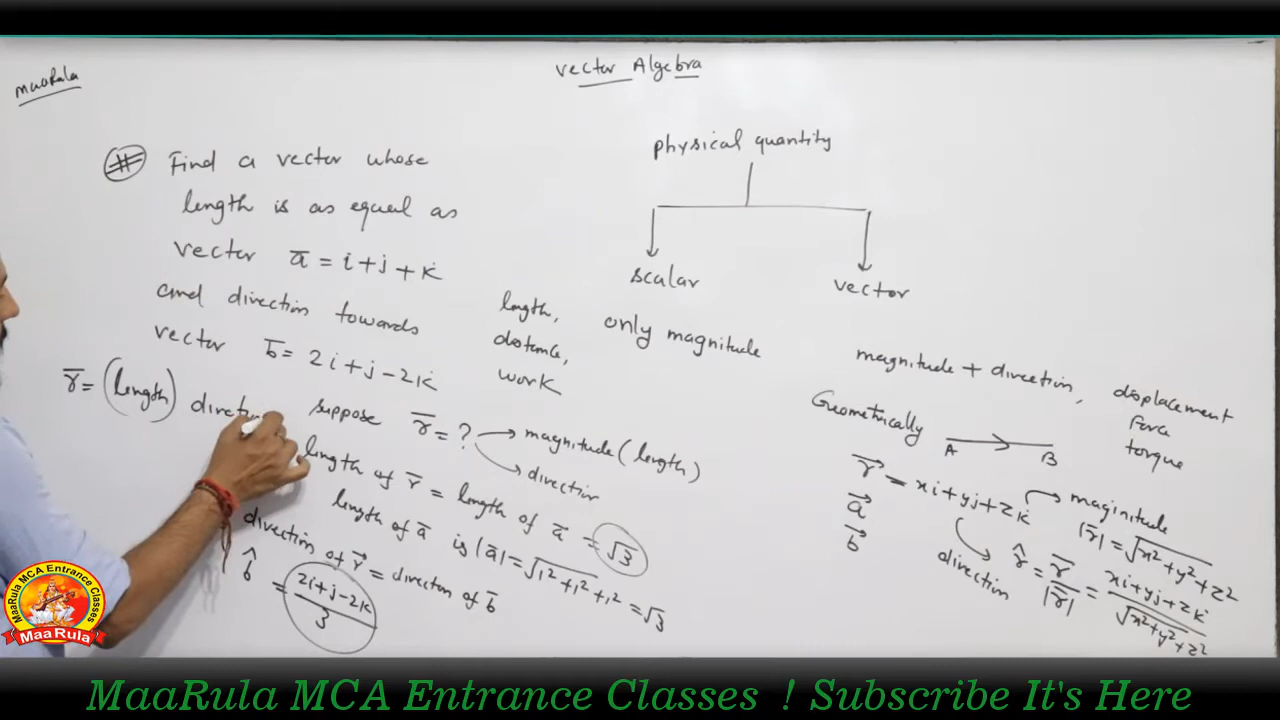 maaRula
vector Algebra
# Find a vector whose
length is as equal as
vector a̅ = i + j + k
and direction towards
vector b̅ = 2i + j - 2k
r̅ = (length) direction
suppose r̅ = ? → magnitude (length)
→ direction
length of r̅ = length of a̅ = √3
length of a̅ is |a̅| = √1² + 1² + 1² = √3
direction of r⃗ = direction of b̅
b̂ = 2i + j - 2k / 3
physical quantity
scalar
vector
length,
distance,
work
only magnitude
magnitude + direction,
displacement
force
torque
Geometrically
A B
r⃗ = xi + yj + zk
a⃗
b⃗
maginitude
|r̅| = √x² + y² + z²
direction
r̂ = r̅ / |r̅| = xi + yj + zk / √x² + y² + z²
MaaRula MCA Entrance Classes
MaaRula
MaaRula MCA Entrance Classes ! Subscribe It's Here